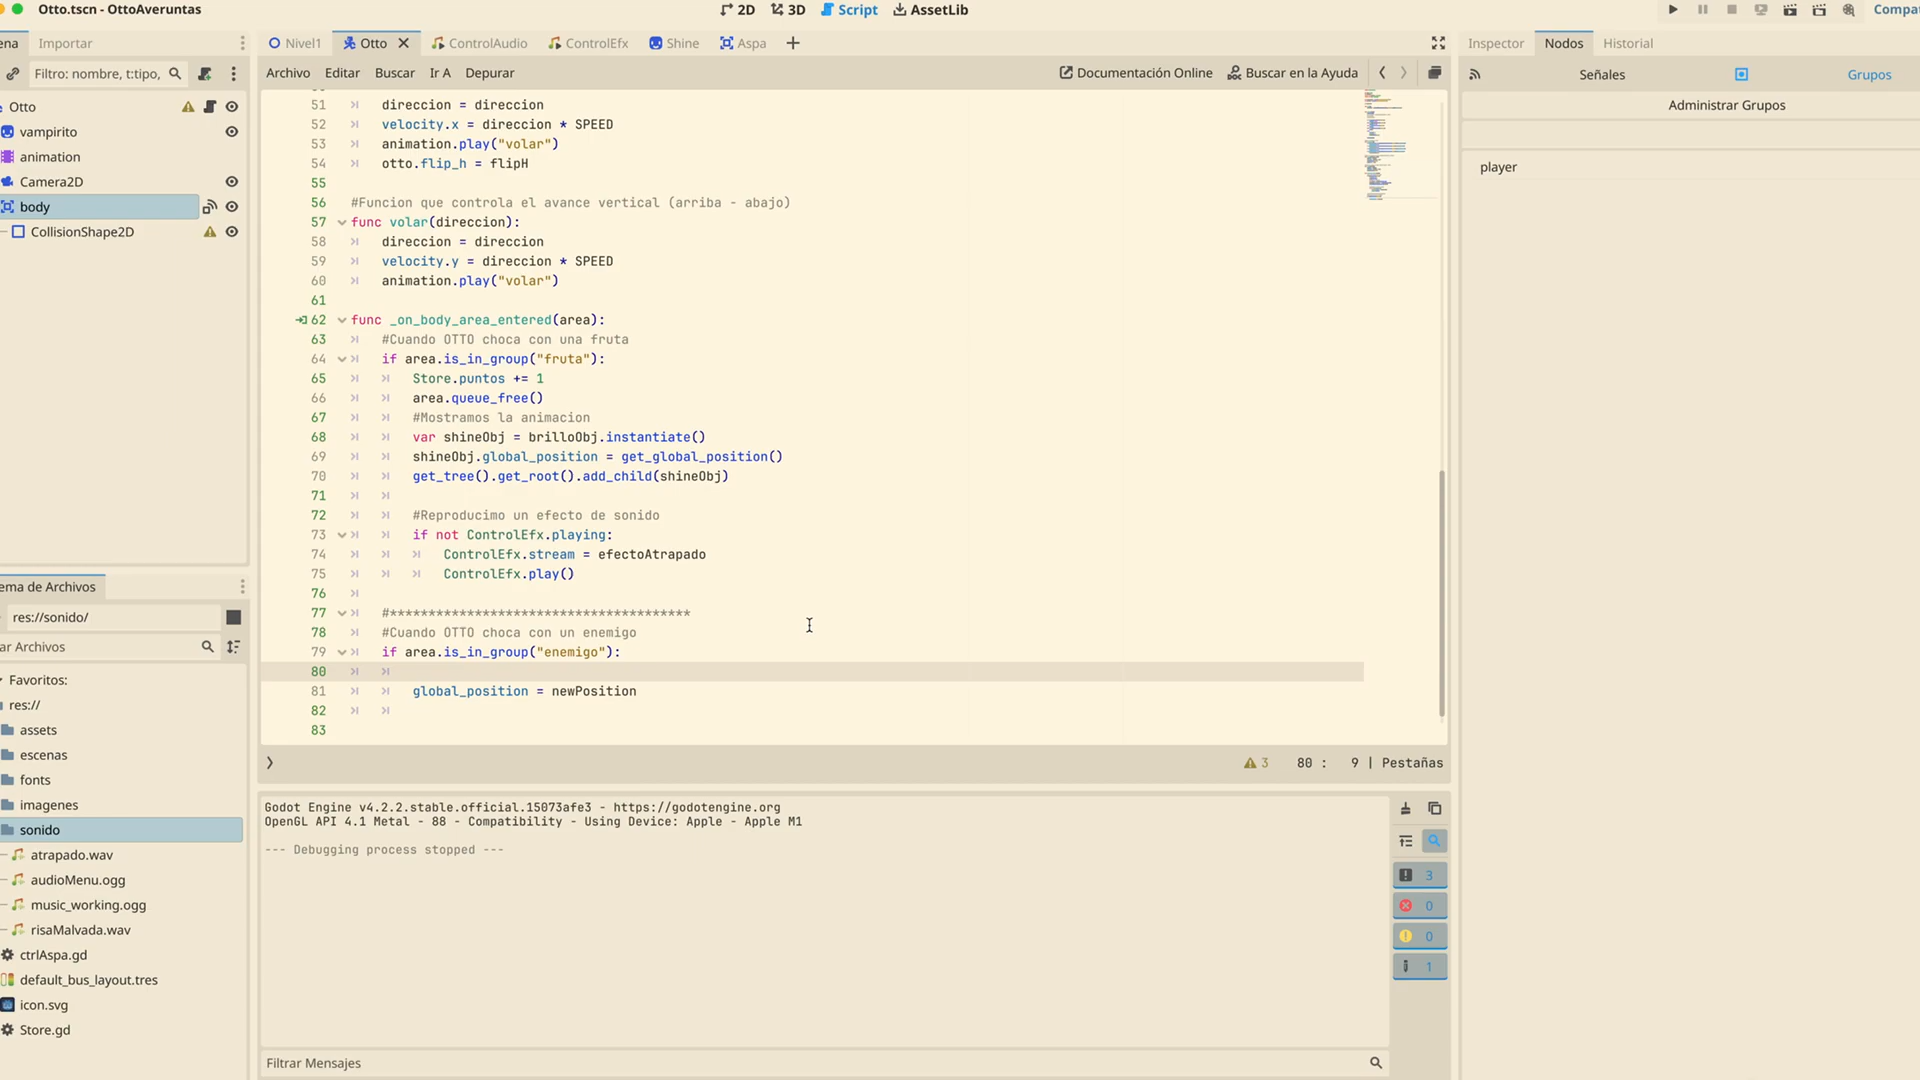 Otto.tscn - OttoAveruntas
2D 3D Script AssetLib
Compat
ena Importar
Nivel1 Otto ControlAudio ControlEfx Shine Aspa
Inspector Nodos Historial
Filtro: nombre, t:tipo,
Archivo Editar Buscar Ir A Depurar
Documentación Online Buscar en la Ayuda
Señales Grupos
Administrar Grupos
player
Otto
vampirito
animation
Camera2D
body
CollisionShape2D
51 direccion = direccion
52 velocity.x = direccion * SPEED
53 animation.play("volar")
54 otto.flip_h = flipH
55
56 #Funcion que controla el avance vertical (arriba - abajo)
57 func volar(direccion):
58 direccion = direccion
59 velocity.y = direccion * SPEED
60 animation.play("volar")
61
62 func _on_body_area_entered(area):
63 #Cuando OTTO choca con una fruta
64 if area.is_in_group("fruta"):
65 Store.puntos += 1
66 area.queue_free()
67 #Mostramos la animacion
68 var shineObj = brilloObj.instantiate()
69 shineObj.global_position = get_global_position()
70 get_tree().get_root().add_child(shineObj)
71
72 #Reproducimo un efecto de sonido
73 if not ControlEfx.playing:
74 ControlEfx.stream = efectoAtrapado
75 ControlEfx.play()
76
77 #***************************************
78 #Cuando OTTO choca con un enemigo
79 if area.is_in_group("enemigo"):
80
81 global_position = newPosition
82
83
3 80 : 9 | Pestañas
ema de Archivos
res://sonido/
ar Archivos
Favoritos:
res://
assets
escenas
fonts
imagenes
sonido
atrapado.wav
audioMenu.ogg
music_working.ogg
risaMalvada.wav
ctrlAspa.gd
default_bus_layout.tres
icon.svg
Store.gd
Godot Engine v4.2.2.stable.official.15073afe3 - https://godotengine.org
OpenGL API 4.1 Metal - 88 - Compatibility - Using Device: Apple - Apple M1
--- Debugging process stopped ---
3
0
0
1
Filtrar Mensajes